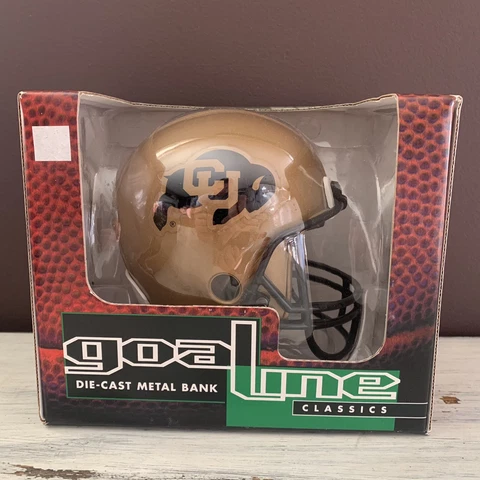 CU
goal line
DIE-CAST METAL BANK
CLASSICS